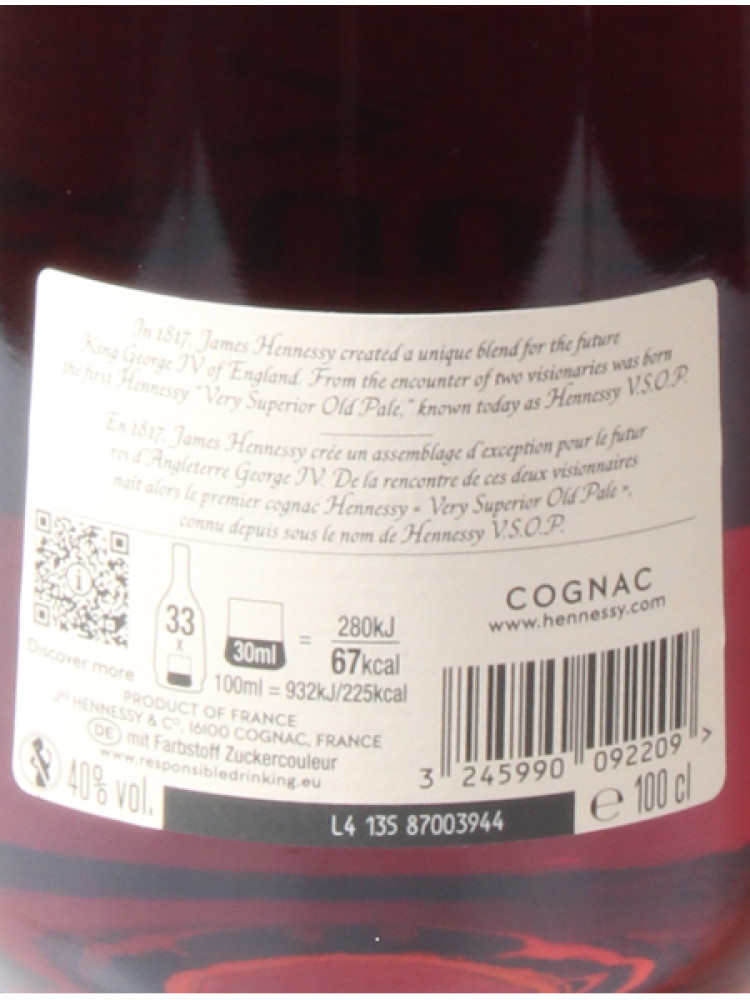 In 1817, James Hennessy created a unique blend for the future
King George IV of England. From the encounter of two visionaries was born
the first Hennessy "Very Superior Old Pale," known today as Hennessy V.S.O.P.
En 1817, James Hennessy crée un assemblage d'exception pour le futur
roi d'Angleterre George IV. De la rencontre de ces deux visionnaires
naît alors le premier cognac Hennessy « Very Superior Old Pale »,
connu depuis sous le nom de Hennessy V.S.O.P.
i
Discover more
33
x
30ml
=
280kJ
67kcal
100ml = 932kJ/225kcal
COGNAC
www.hennessy.com
PRODUCT OF FRANCE
JAS HENNESSY & Cº, 16100 COGNAC, FRANCE
DE mit Farbstoff Zuckercouleur
www.responsibledrinking.eu
3 245990 092209 >
40% vol.
L4 135 87003944
e 100 cl